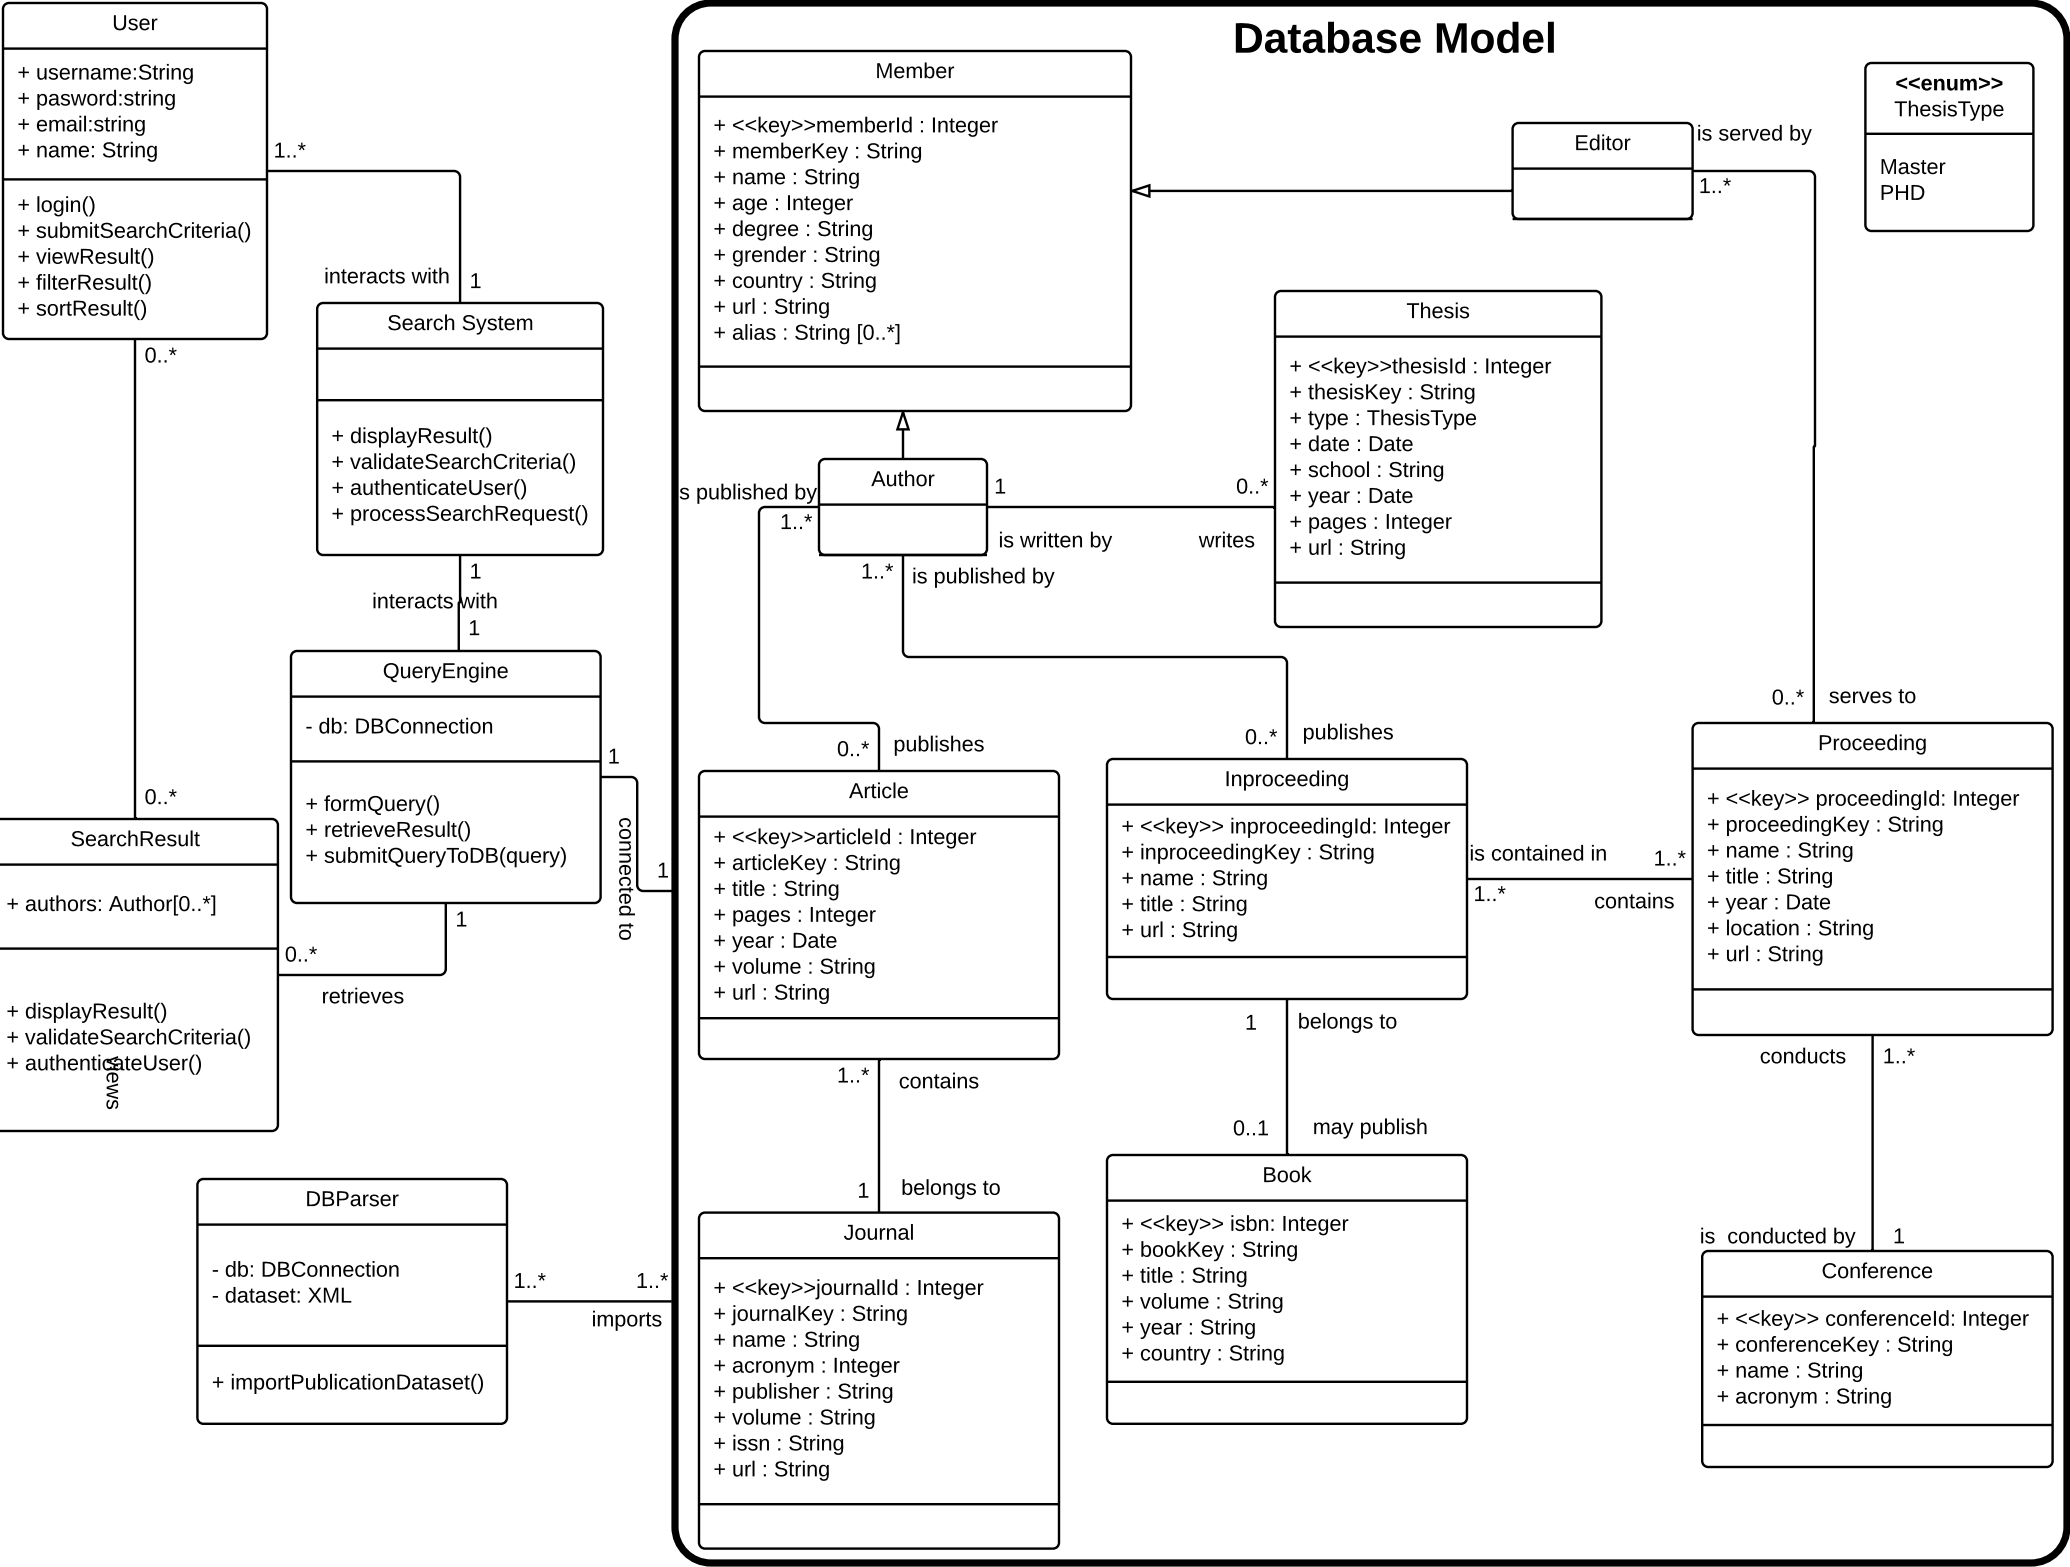 User
+ username:String
+ pasword:string
+ email:string
+ name: String
+ login()
+ submitSearchCriteria()
+ viewResult()
+ filterResult()
+ sortResult()
1..*
interacts with
1
0..*
Search System
+ displayResult()
+ validateSearchCriteria()
+ authenticateUser()
+ processSearchRequest()
1
interacts with
1
QueryEngine
- db: DBConnection
+ formQuery()
+ retrieveResult()
+ submitQueryToDB(query)
1
connected to
1
1
0..*
retrieves
0..*
SearchResult
+ authors: Author[0..*]
+ displayResult()
+ validateSearchCriteria()
+ authenticateUser()
views
DBParser
- db: DBConnection
- dataset: XML
+ importPublicationDataset()
1..*
1..*
imports
Database Model
Member
+ <<key>>memberId : Integer
+ memberKey : String
+ name : String
+ age : Integer
+ degree : String
+ grender : String
+ country : String
+ url : String
+ alias : String [0..*]
Editor
is served by
1..*
<<enum>>
ThesisType
Master
PHD
Thesis
+ <<key>>thesisId : Integer
+ thesisKey : String
+ type : ThesisType
+ date : Date
+ school : String
+ year : Date
+ pages : Integer
+ url : String
Author
s published by
1..*
1
0..*
is written by
writes
1..*
is published by
0..*
publishes
0..*
publishes
0..*
serves to
Article
+ <<key>>articleId : Integer
+ articleKey : String
+ title : String
+ pages : Integer
+ year : Date
+ volume : String
+ url : String
Inproceeding
+ <<key>> inproceedingId: Integer
+ inproceedingKey : String
+ name : String
+ title : String
+ url : String
is contained in
1..*
1..*
contains
Proceeding
+ <<key>> proceedingId: Integer
+ proceedingKey : String
+ name : String
+ title : String
+ year : Date
+ location : String
+ url : String
1..*
contains
1
belongs to
1
belongs to
0..1
may publish
conducts
1..*
is  conducted by
1
Journal
+ <<key>>journalId : Integer
+ journalKey : String
+ name : String
+ acronym : Integer
+ publisher : String
+ volume : String
+ issn : String
+ url : String
Book
+ <<key>> isbn: Integer
+ bookKey : String
+ title : String
+ volume : String
+ year : String
+ country : String
Conference
+ <<key>> conferenceId: Integer
+ conferenceKey : String
+ name : String
+ acronym : String